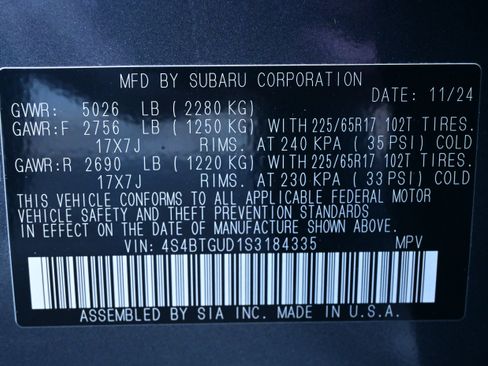 MFD BY SUBARU CORPORATION
DATE: 11/24
GVWR: 5026 LB (2280 KG)
GAWR:F 2756 LB (1250 KG) WITH 225/65R17 102T TIRES.
17X7J RIMS. AT 240 KPA (35 PSI) COLD
GAWR:R 2690 LB (1220 KG) WITH 225/65R17 102T TIRES.
17X7J RIMS. AT 230 KPA (33 PSI) COLD
THIS VEHICLE CONFORMS TO ALL APPLICABLE FEDERAL MOTOR
VEHICLE SAFETY AND THEFT PREVENTION STANDARDS
IN EFFECT ON THE DATE OF MANUFACTURE SHOWN ABOVE.
VIN: 4S4BTGUD1S3184335 MPV
ASSEMBLED BY SIA INC. MADE IN U.S.A.